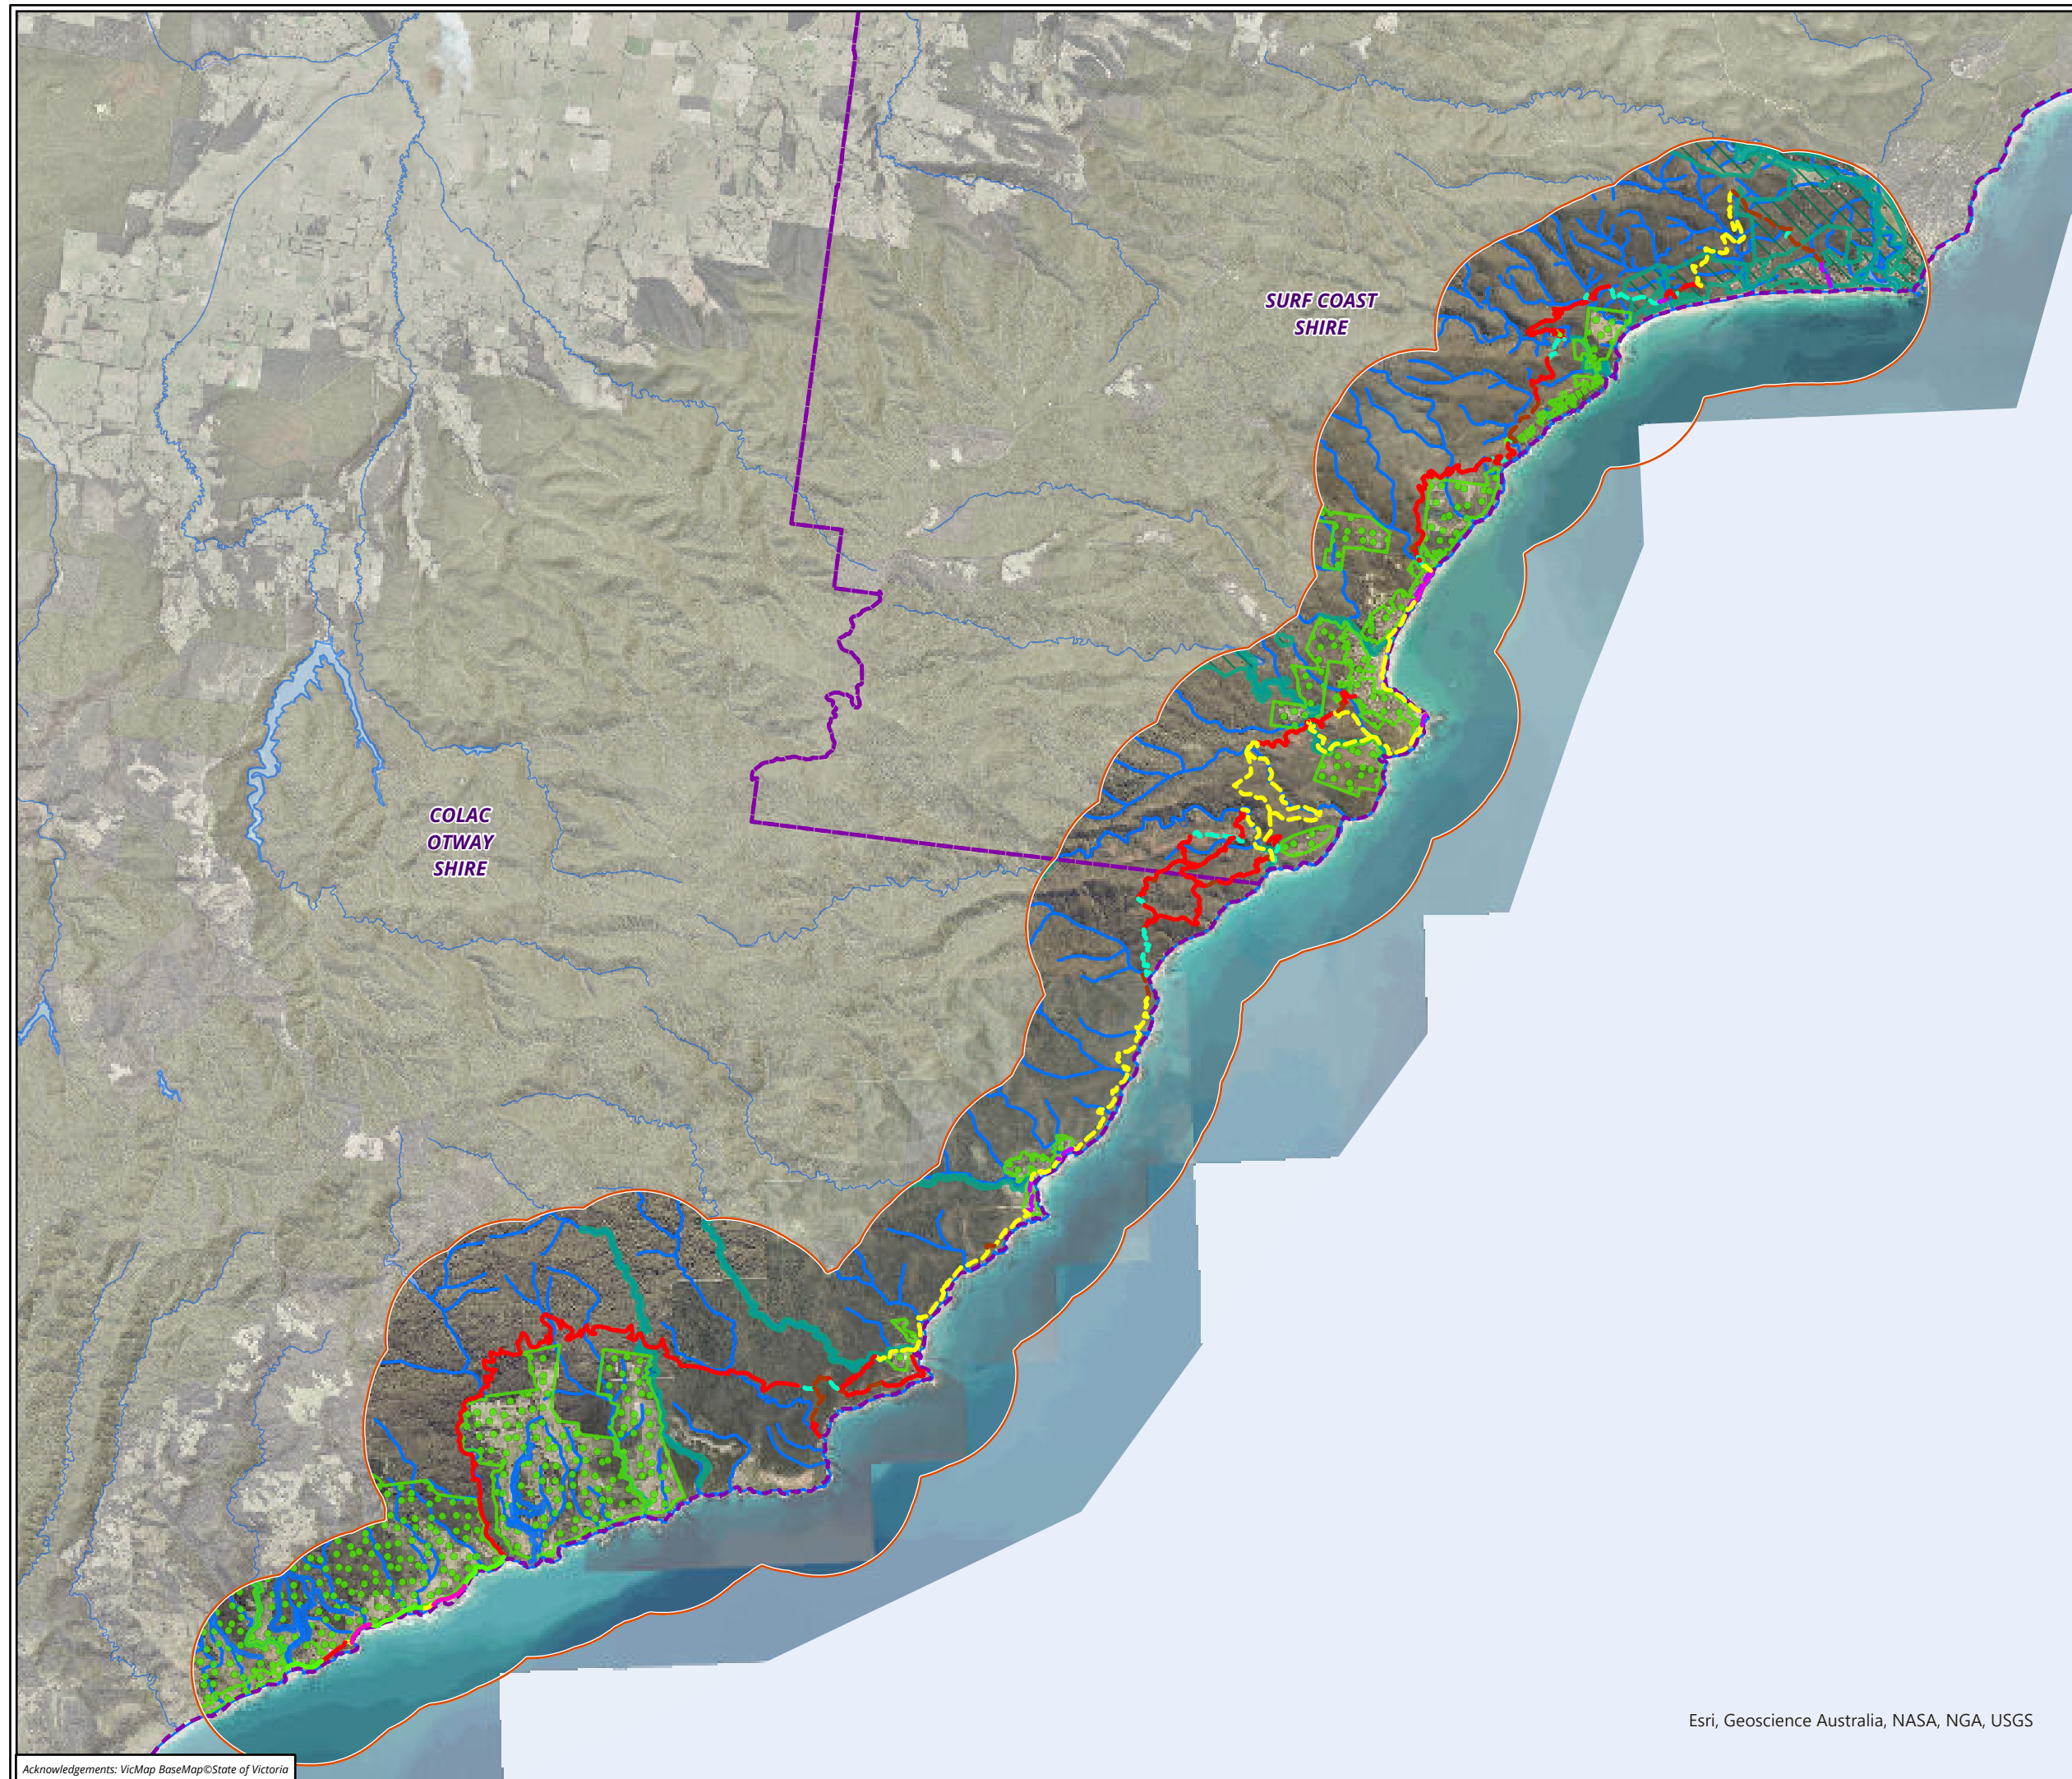 SURF COAST
SHIRE
COLAC
OTWAY
SHIRE
Esri, Geoscience Australia, NASA, NGA, USGS
Acknowledgements: VicMap BaseMap©State of Victoria